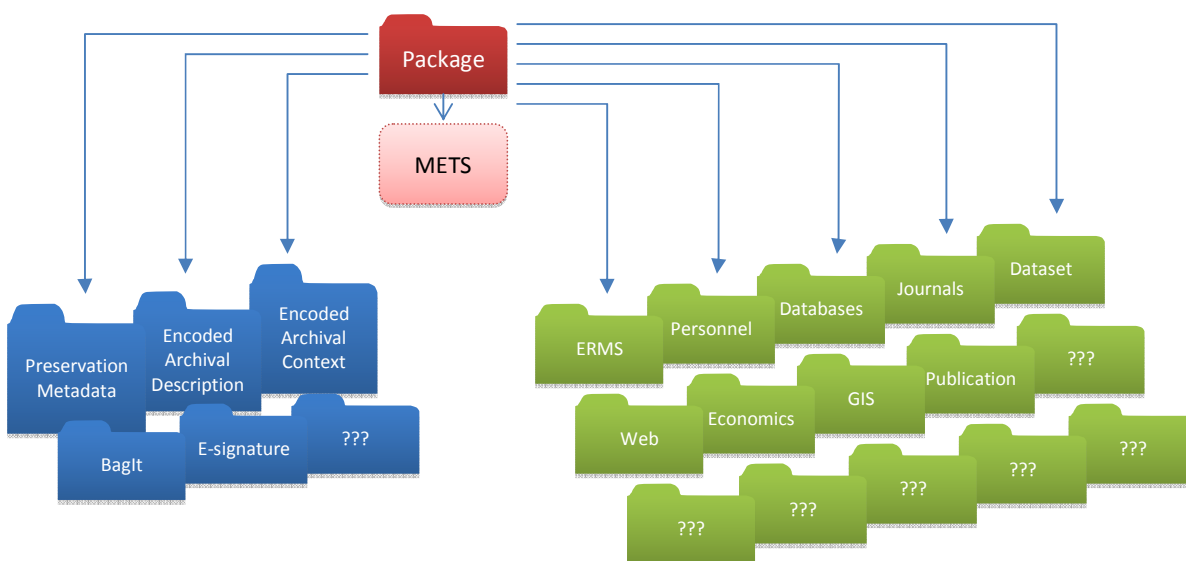 Package
METS
Preservation
Metadata
Encoded
Archival
Description
Encoded
Archival
Context
BagIt
E-signature
???
ERMS
Personnel
Databases
Journals
Dataset
Web
Economics
GIS
Publication
???
???
???
???
???
???